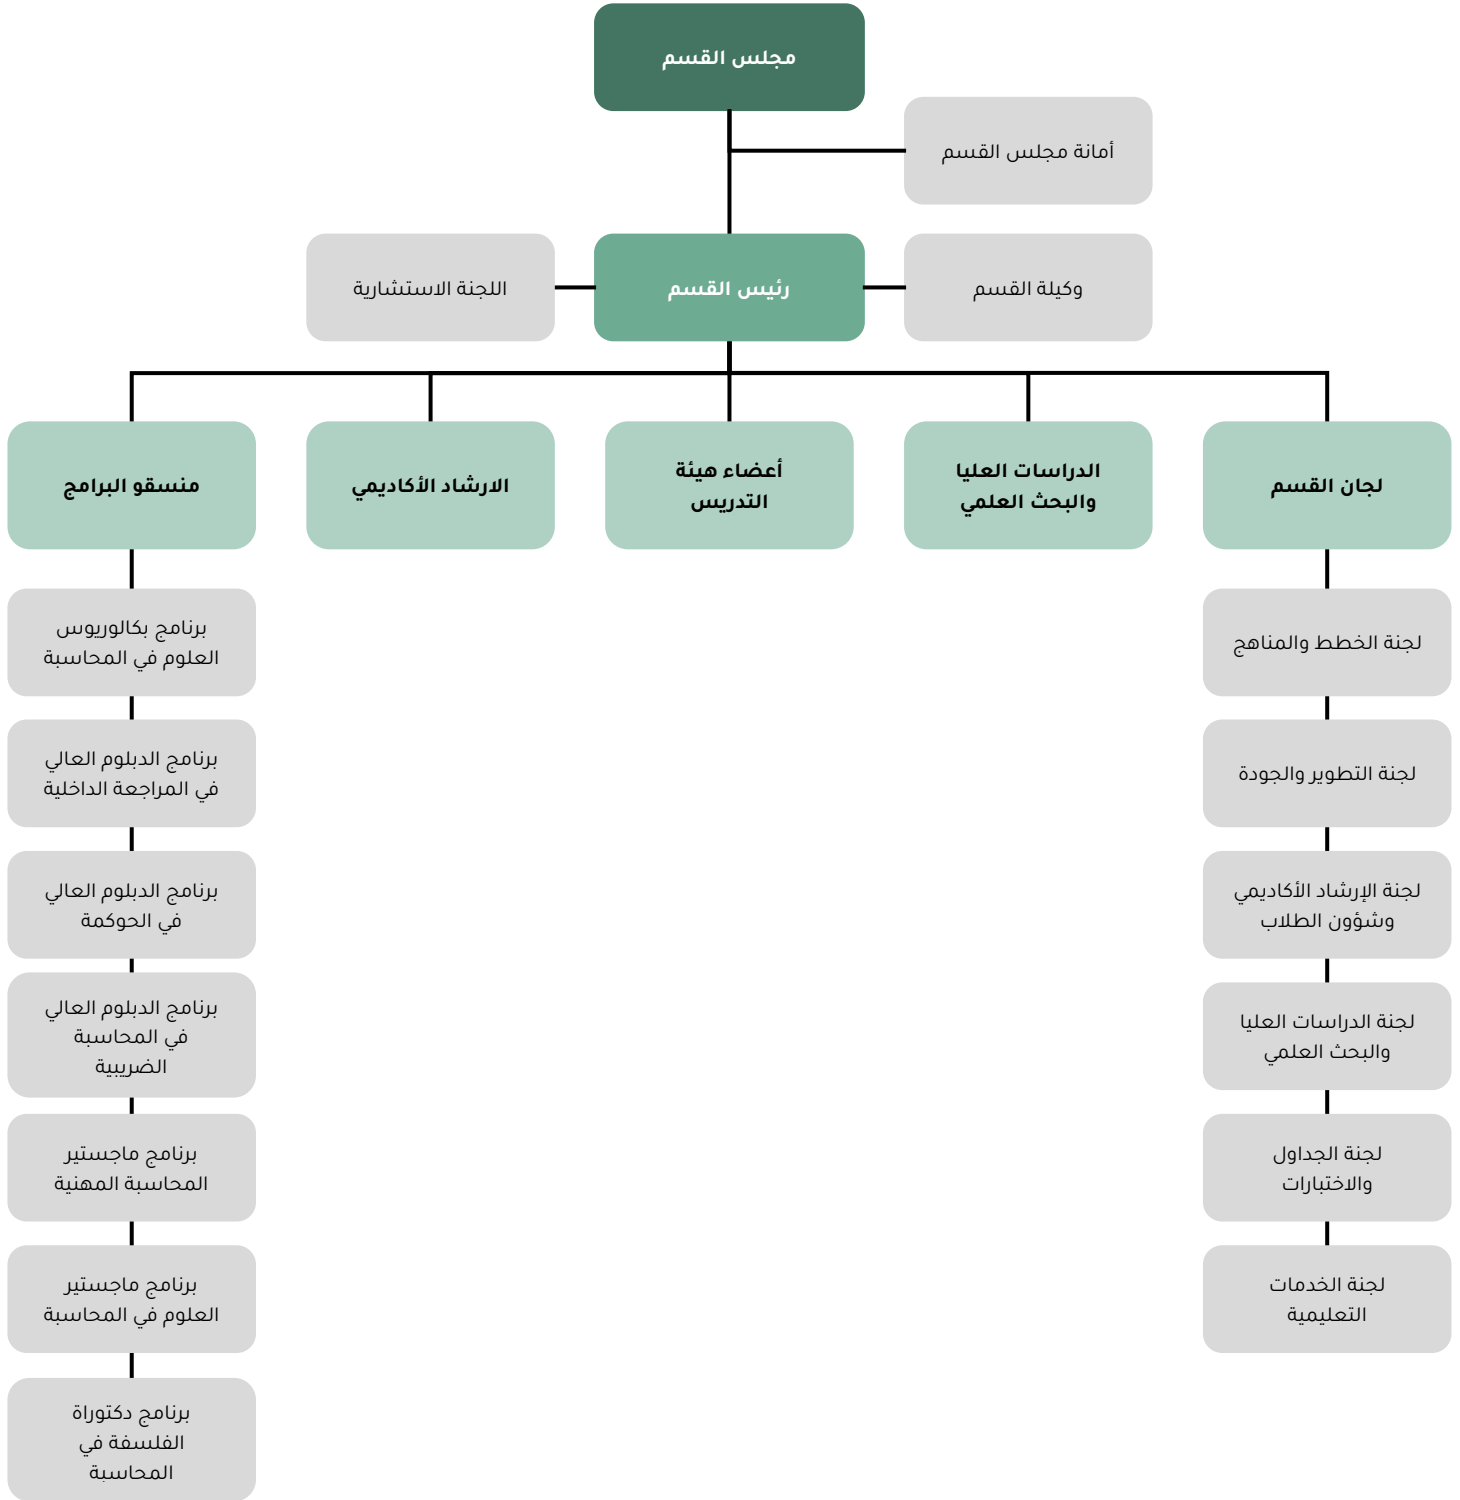 مجلس القسم
أمانة مجلس القسم
وكيلة القسم
رئيس القسم
اللجنة الاستشارية
لجان القسم
الدراسات العليا
والبحث العلمي
أعضاء هيئة
التدريس
الارشاد الأكاديمي
منسقو البرامج
لجنة الخطط والمناهج
لجنة التطوير والجودة
لجنة الإرشاد الأكاديمي
وشؤون الطلاب
لجنة الدراسات العليا
والبحث العلمي
لجنة الجداول
والاختبارات
لجنة الخدمات
التعليمية
برنامج بكالوريوس
العلوم في المحاسبة
برنامج الدبلوم العالي
في المراجعة الداخلية
برنامج الدبلوم العالي
في الحوكمة
برنامج الدبلوم العالي
في المحاسبة
الضريبية
برنامج ماجستير
المحاسبة المهنية
برنامج ماجستير
العلوم في المحاسبة
برنامج دكتوراة
الفلسفة في
المحاسبة